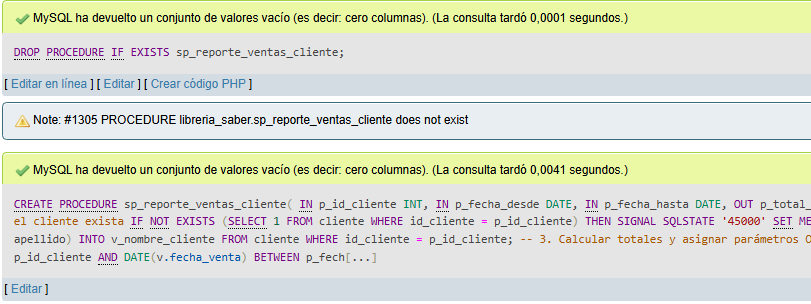 MySQL ha devuelto un conjunto de valores vacío (es decir: cero columnas). (La consulta tardó 0,0001 segundos.)
DROP PROCEDURE IF EXISTS sp_reporte_ventas_cliente;
[ Editar en línea ] [ Editar ] [ Crear código PHP ]
Note: #1305 PROCEDURE libreria_saber.sp_reporte_ventas_cliente does not exist
MySQL ha devuelto un conjunto de valores vacío (es decir: cero columnas). (La consulta tardó 0,0041 segundos.)
CREATE PROCEDURE sp_reporte_ventas_cliente( IN p_id_cliente INT, IN p_fecha_desde DATE, IN p_fecha_hasta DATE, OUT p_total_
el cliente exista IF NOT EXISTS (SELECT 1 FROM cliente WHERE id_cliente = p_id_cliente) THEN SIGNAL SQLSTATE '45000' SET ME
apellido) INTO v_nombre_cliente FROM cliente WHERE id_cliente = p_id_cliente; -- 3. Calcular totales y asignar parámetros O
p_id_cliente AND DATE(v.fecha_venta) BETWEEN p_fech[...]
[ Editar ]